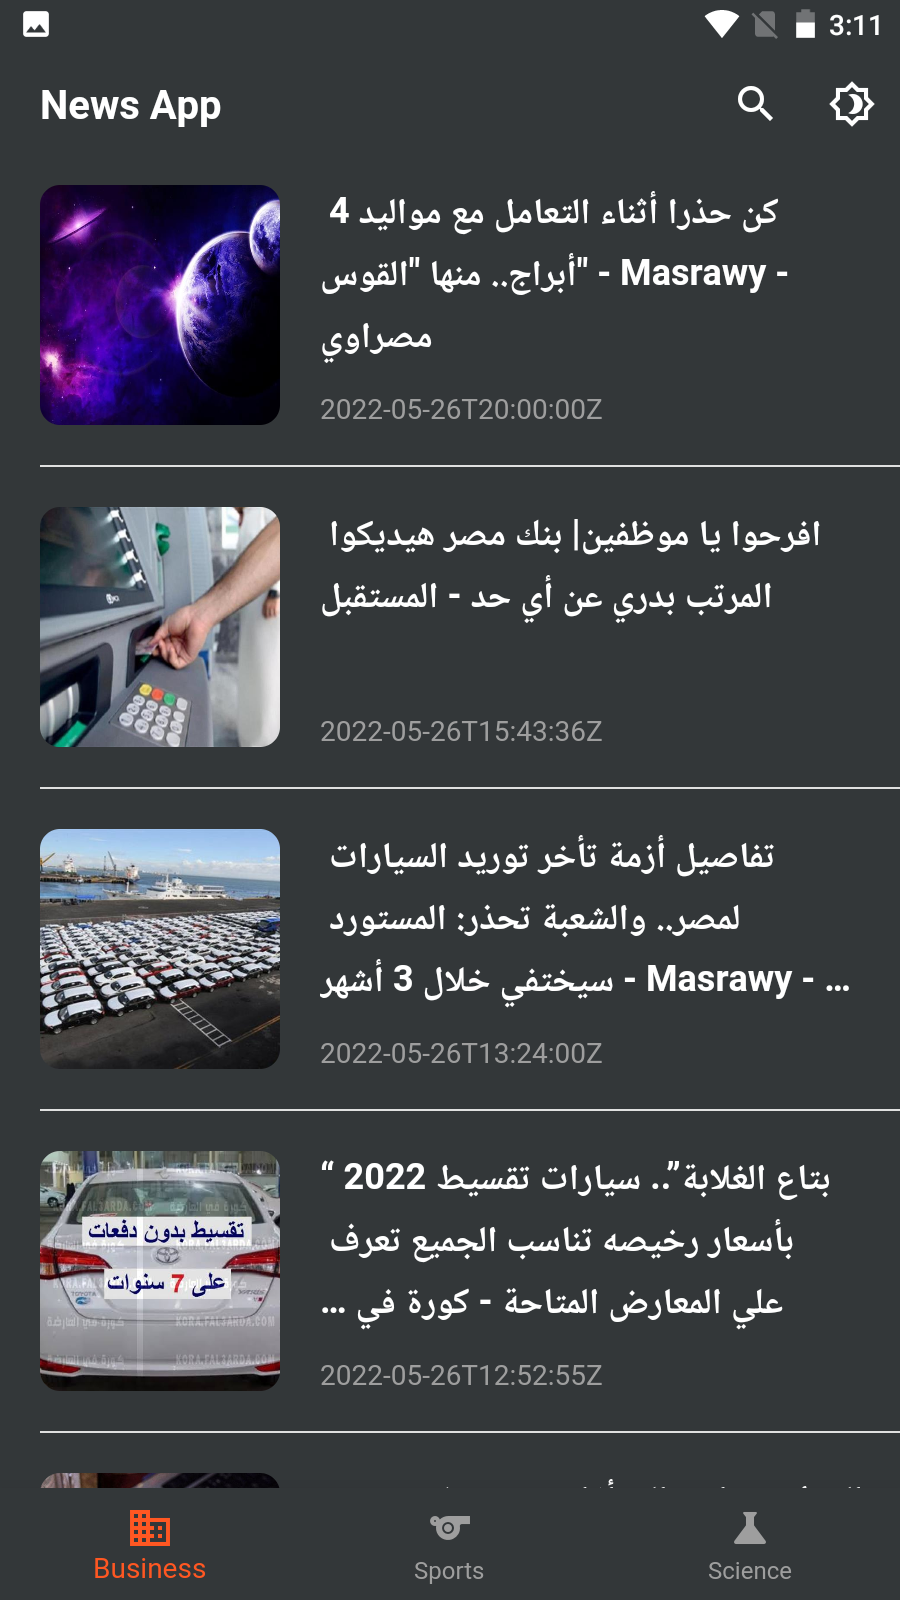 3:11
News App
كن حذرا أثناء التعامل مع مواليد 4
أبراج.. منها "القوس" - Masrawy -
مصراوي
2022-05-26T20:00:00Z
افرحوا يا موظفين| بنك مصر هيديكوا
المرتب بدري عن أي حد - المستقبل
2022-05-26T15:43:36Z
تفاصيل أزمة تأخر توريد السيارات
لمصر.. والشعبة تحذر: المستورد
سيختفي خلال 3 أشهر - Masrawy - ...
2022-05-26T13:24:00Z
“بتاع الغلابة”.. سيارات تقسيط 2022
بأسعار رخيصه تناسب الجميع تعرف
علي المعارض المتاحة - كورة في ...
تقسيط بدون دفعات
على 7 سنوات
TOYOTA
KORA.FAL3ARDA.COM
2022-05-26T12:52:55Z
Business
Sports
Science